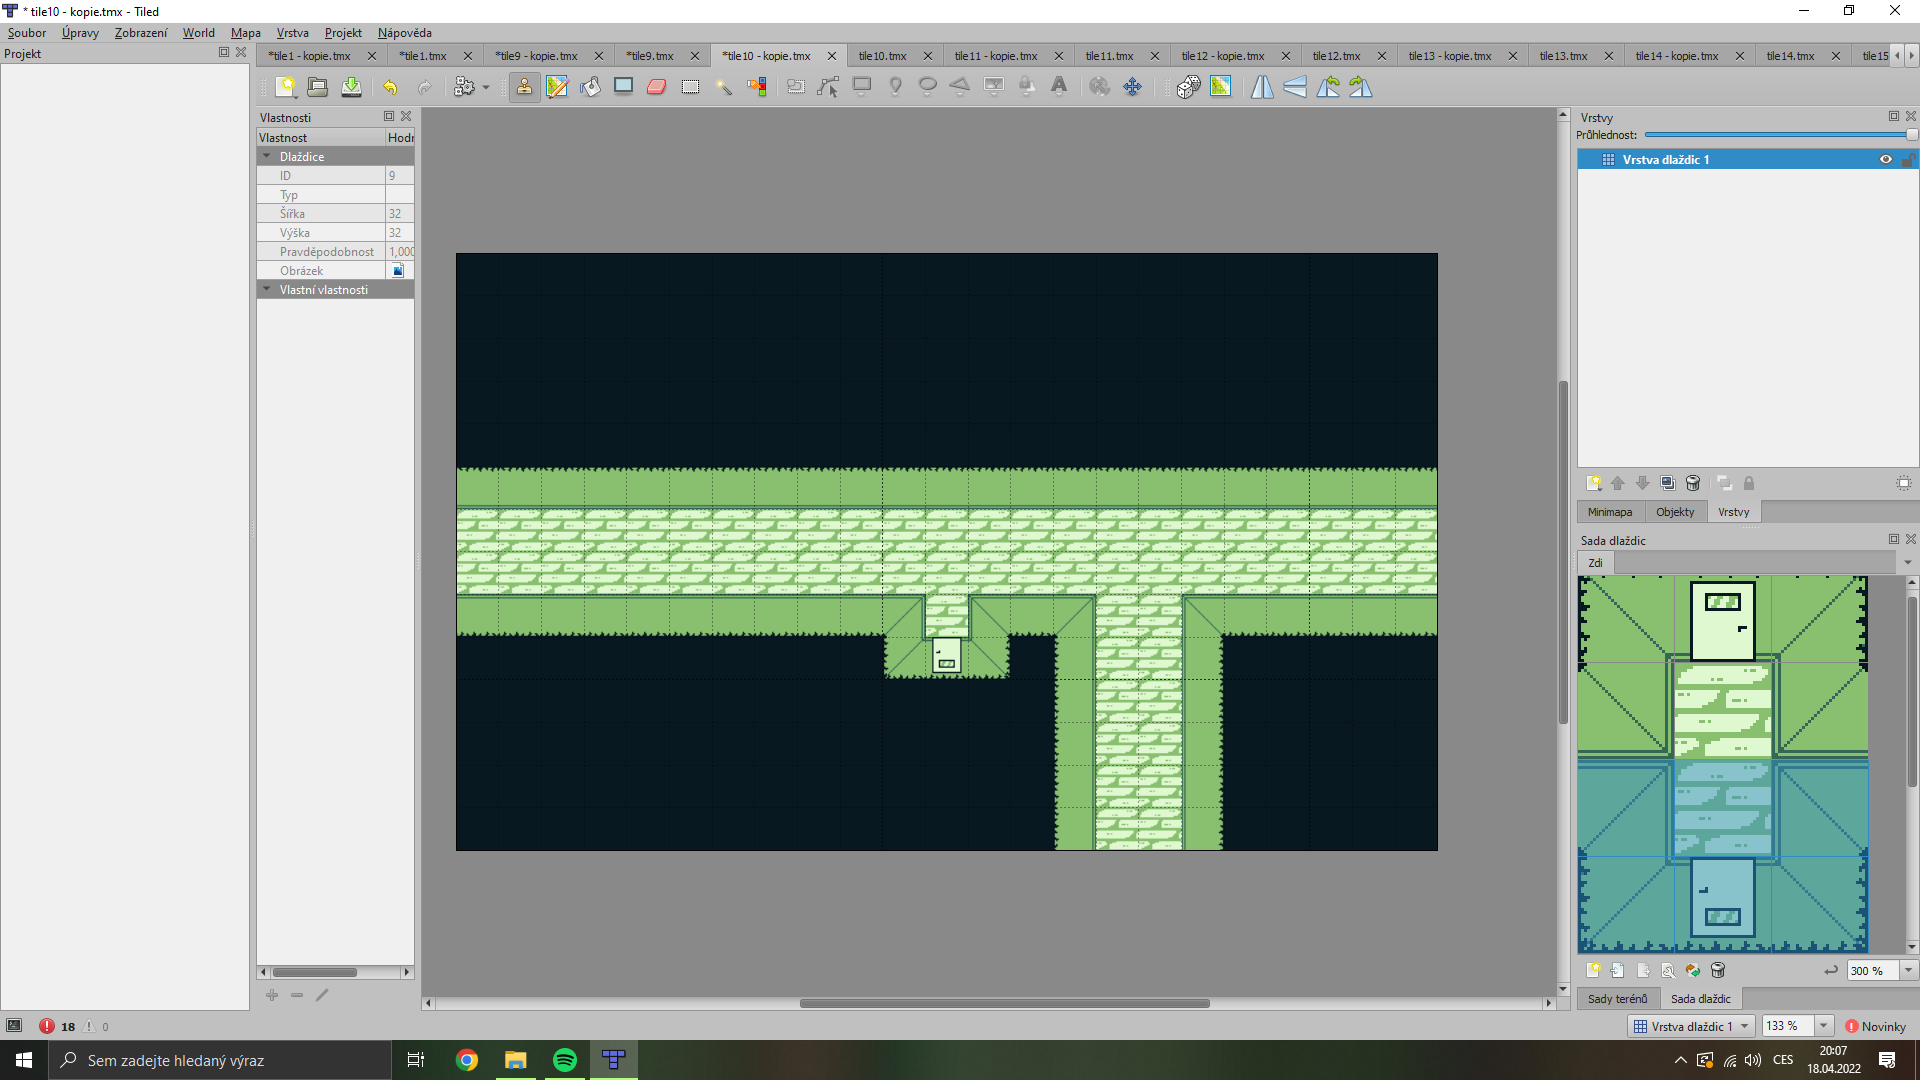 * tile10 - kopie.tmx - Tiled
Soubor Úpravy Zobrazení World Mapa Vrstva Projekt Nápověda
Projekt
*tile1 - kopie.tmx *tile1.tmx *tile9 - kopie.tmx *tile9.tmx *tile10 - kopie.tmx tile10.tmx tile11 - kopie.tmx tile11.tmx tile12 - kopie.tmx tile12.tmx tile13 - kopie.tmx tile13.tmx tile14 - kopie.tmx tile14.tmx tile15
Vlastnosti
Vlastnost Hodn
Dlaždice
ID 9
Typ
Šířka 32
Výška 32
Pravděpodobnost 1,000
Obrázek
Vlastní vlastnosti
Vrstvy
Průhlednost:
Vrstva dlaždic 1
Minimapa Objekty Vrstvy
Sada dlaždic
Zdi
300 %
Sady terénů Sada dlaždic
18 0
Vrstva dlaždic 1 133 % Novinky
Sem zadejte hledaný výraz
CES
20:07
18.04.2022